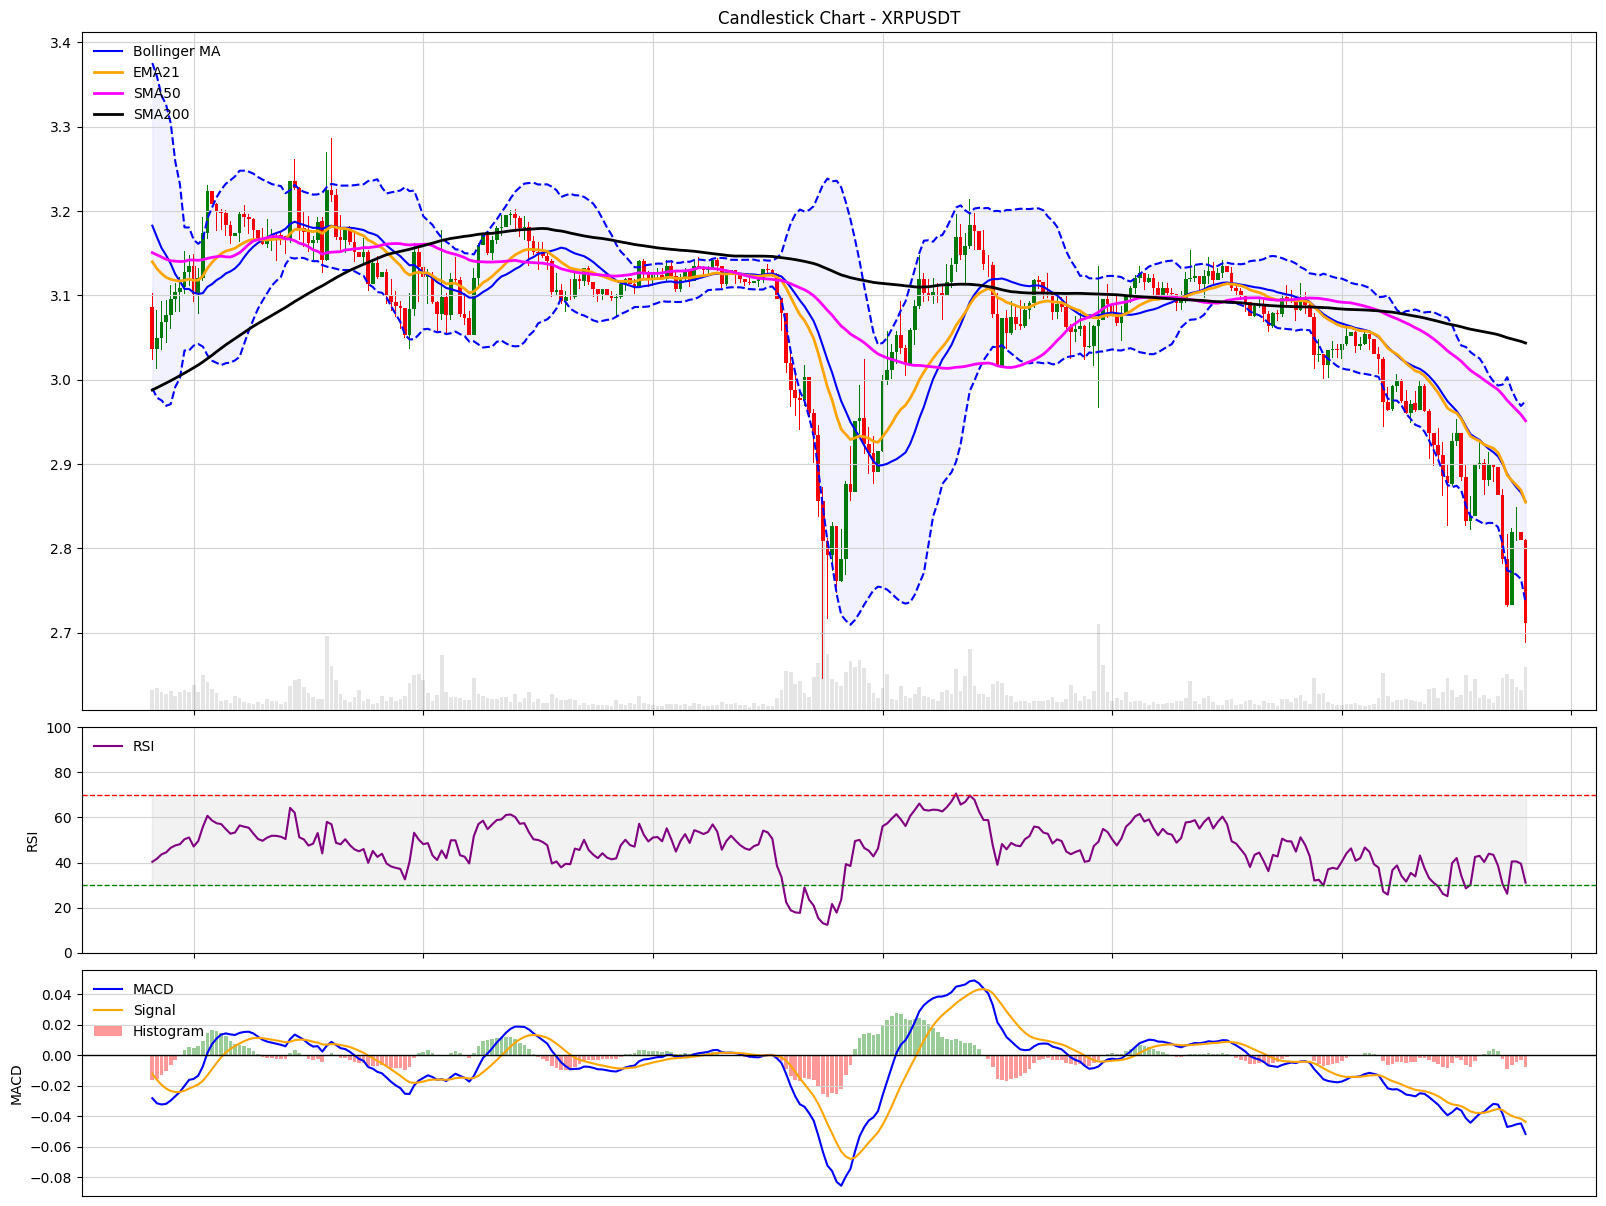 Candlestick Chart - XRPUSDT
3.4
3.3
3.2
3.1
3.0
2.9
2.8
2.7
Bollinger MA
EMA21
SMA50
SMA200
100
80
60
40
20
0
RSI
RSI
0.04
0.02
0.00
−0.02
−0.04
−0.06
−0.08
MACD
MACD
Signal
Histogram